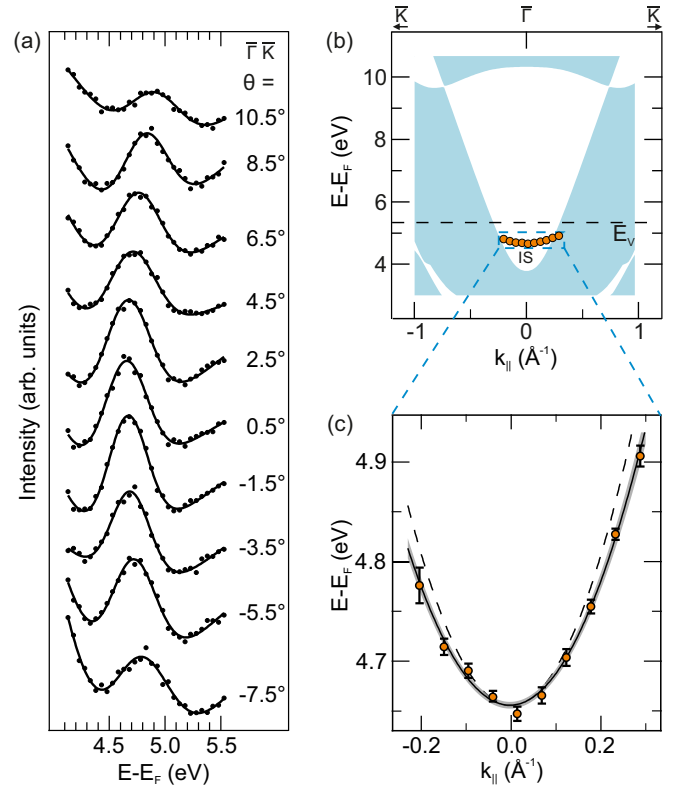 (a)
Γ̅ K̅
θ =
10.5°
8.5°
6.5°
4.5°
2.5°
0.5°
-1.5°
-3.5°
-5.5°
-7.5°
Intensity (arb. units)
4.5 5.0 5.5
E-E_F (eV)
(b)
K̅ Γ̅ K̅
10
8
6
4
E-E_F (eV)
E̅_V
IS
-1 0 1
k_|| (Å⁻¹)
(c)
4.9
4.8
4.7
E-E_F (eV)
-0.2 0.0 0.2
k_|| (Å⁻¹)